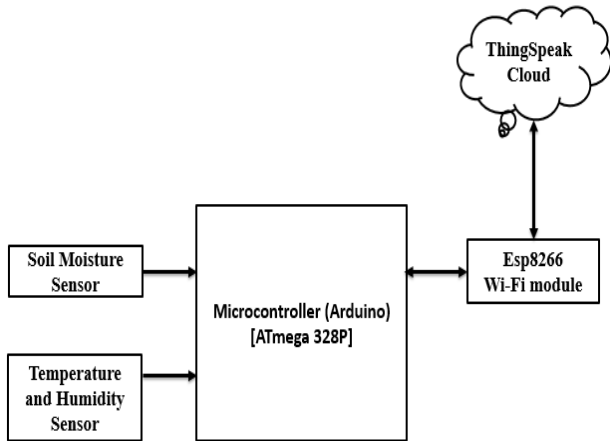 ThingSpeak
Cloud
Soil Moisture
Sensor
Microcontroller (Arduino)
[ATmega 328P]
Esp8266
Wi-Fi module
Temperature
and Humidity
Sensor